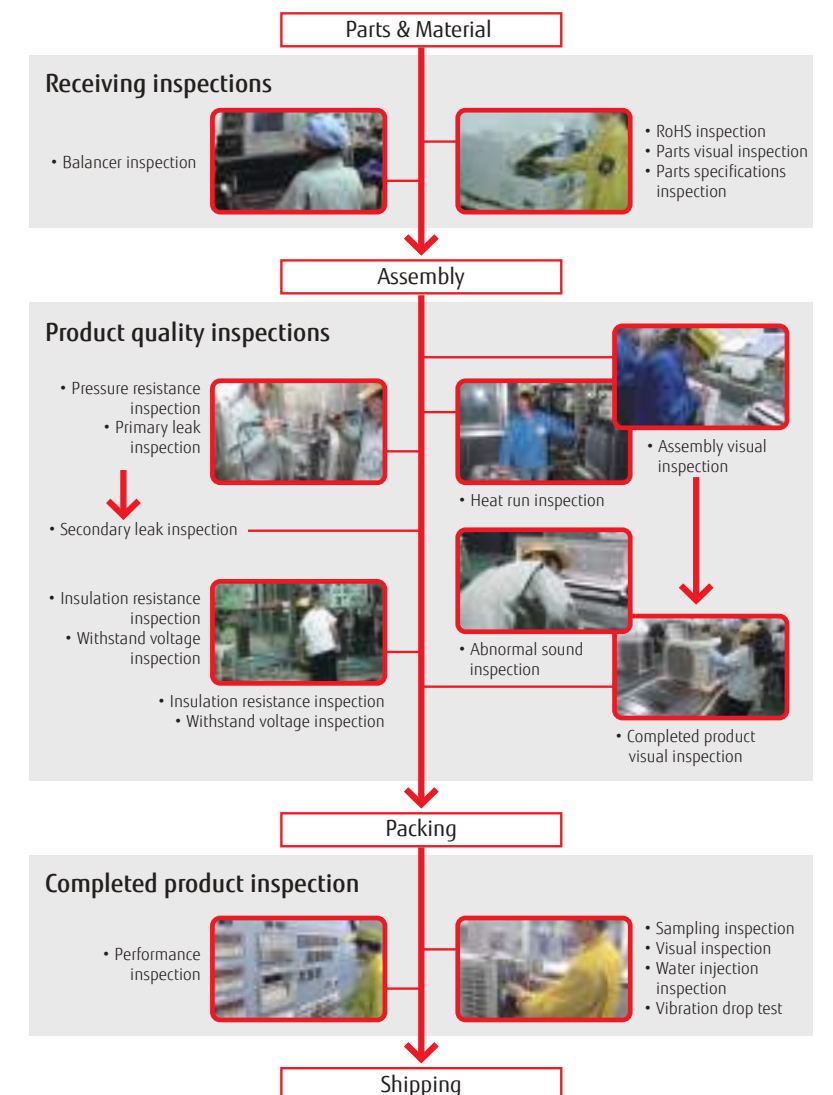 Parts & Material
Receiving inspections
• Balancer inspection
• RoHS inspection
• Parts visual inspection
• Parts specifications
inspection
Assembly
Product quality inspections
• Pressure resistance
inspection
• Primary leak
inspection
• Assembly visual
inspection
• Heat run inspection
• Secondary leak inspection
• Insulation resistance
inspection
• Withstand voltage
inspection
• Abnormal sound
inspection
• Insulation resistance inspection
• Withstand voltage inspection
• Completed product
visual inspection
Packing
Completed product inspection
• Performance
inspection
• Sampling inspection
• Visual inspection
• Water injection
inspection
• Vibration drop test
Shipping